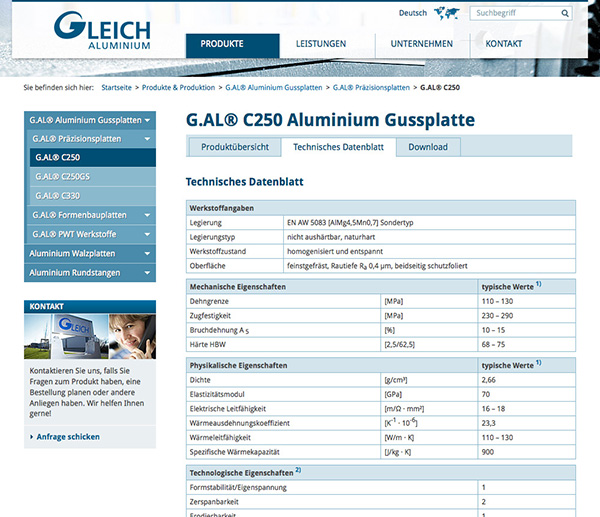 GLEICH
ALUMINIUM
Deutsch
Suchbegriff
PRODUKTE
LEISTUNGEN
UNTERNEHMEN
KONTAKT
Sie befinden sich hier: Startseite > Produkte & Produktion > G.AL® Aluminium Gussplatten > G.AL® Präzisionsplatten > G.AL® C250
G.AL® Aluminium Gussplatten
G.AL® Präzisionsplatten
G.AL® C250
G.AL® C250GS
G.AL® C330
G.AL® Formenbauplatten
G.AL® PWT Werkstoffe
Aluminium Walzplatten
Aluminium Rundstangen
KONTAKT
GLEICH
Kontaktieren Sie uns, falls Sie
Fragen zum Produkt haben, eine
Bestellung planen oder andere
Anliegen haben. Wir helfen Ihnen
gerne!
Anfrage schicken
G.AL® C250 Aluminium Gussplatte
Produktübersicht Technisches Datenblatt Download
Technisches Datenblatt
Werkstoffangaben
Legierung EN AW 5083 [AlMg4,5Mn0,7] Sondertyp
Legierungstyp nicht aushärtbar, naturhart
Werkstoffzustand homogenisiert und entspannt
Oberfläche feinstgefräst, Rautiefe Ra 0,4 µm, beidseitig schutzfoliert
Mechanische Eigenschaften typische Werte 1)
Dehngrenze [MPa] 110 – 130
Zugfestigkeit [MPa] 230 – 290
Bruchdehnung A 5 [%] 10 – 15
Härte HBW [2,5/62,5] 68 – 75
Physikalische Eigenschaften typische Werte 1)
Dichte [g/cm³] 2,66
Elastizitätsmodul [GPa] 70
Elektrische Leitfähigkeit [m/Ω · mm²] 16 – 18
Wärmeausdehnungskoeffizient [K-1 · 10-6] 23,3
Wärmeleitfähigkeit [W/m · K] 110 – 130
Spezifische Wärmekapazität [J/kg · K] 900
Technologische Eigenschaften 2)
Formstabilität/Eigenspannung 1
Zerspanbarkeit 2
Erodierbarkeit 1